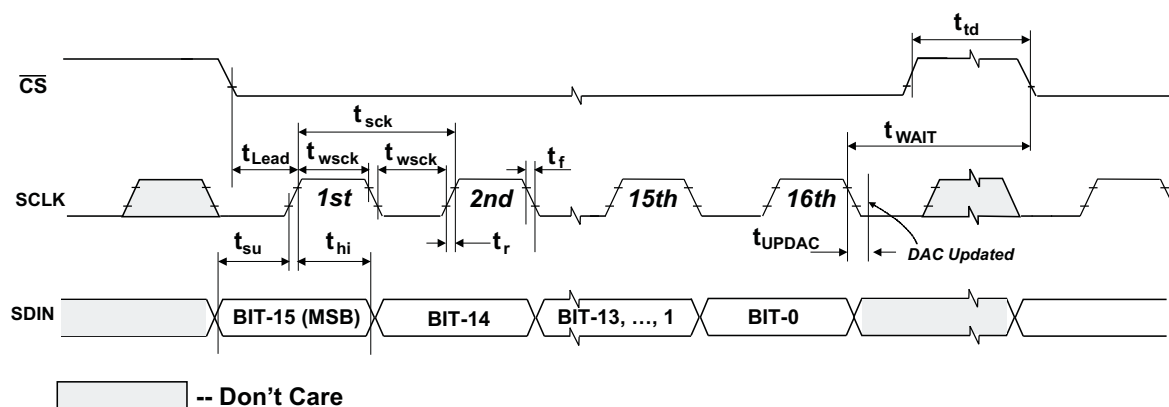 t_td
CS
t_sck
t_WAIT
t_Lead
t_wsck
t_wsck
t_f
SCLK
1st
2nd
15th
16th
t_su
t_hi
t_r
t_UPDAC
DAC Updated
SDIN
BIT-15 (MSB)
BIT-14
BIT-13, ..., 1
BIT-0
-- Don't Care